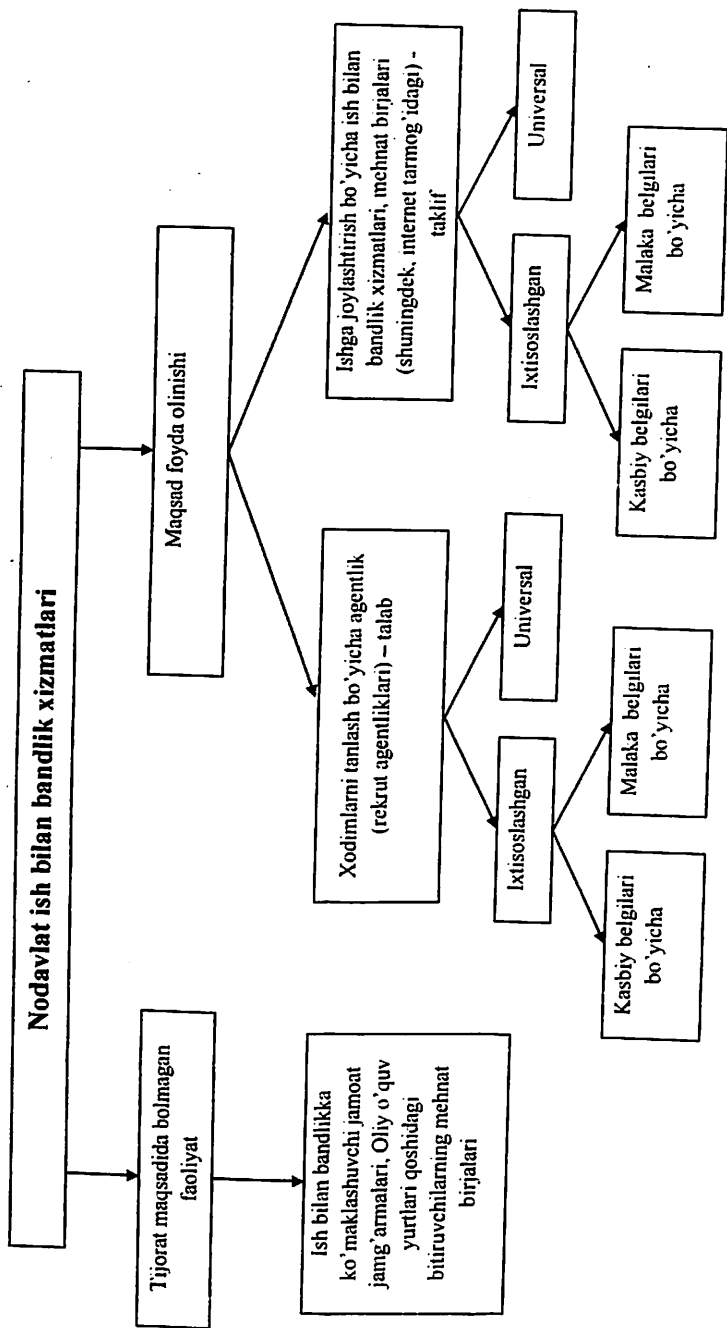 Nodavlat ish bilan bandlik xizmatlari
Tijorat maqsadida bolmagan
faoliyat
Maqsad foyda olinishi
Ish bilan bandlikka
ko'maklashuvchi jamoat
jamg'armalari, Oliy o'quv
yurtlari qoshidagi
bitiruvchilarning mehnat
birjalari
Xodimlarni tanlash bo'yicha agentlik
(rekrut agentliklari) – talab
Ishga joylashtirish bo'yicha ish bilan
bandlik xizmatlari, mehnat birjalari
(shuningdek, internet tarmog'idagi) -
taklif
Ixtisoslashgan
Universal
Ixtisoslashgan
Universal
Kasbiy belgilari
bo'yicha
Malaka belgilari
bo'yicha
Kasbiy belgilari
bo'yicha
Malaka belgilari
bo'yicha